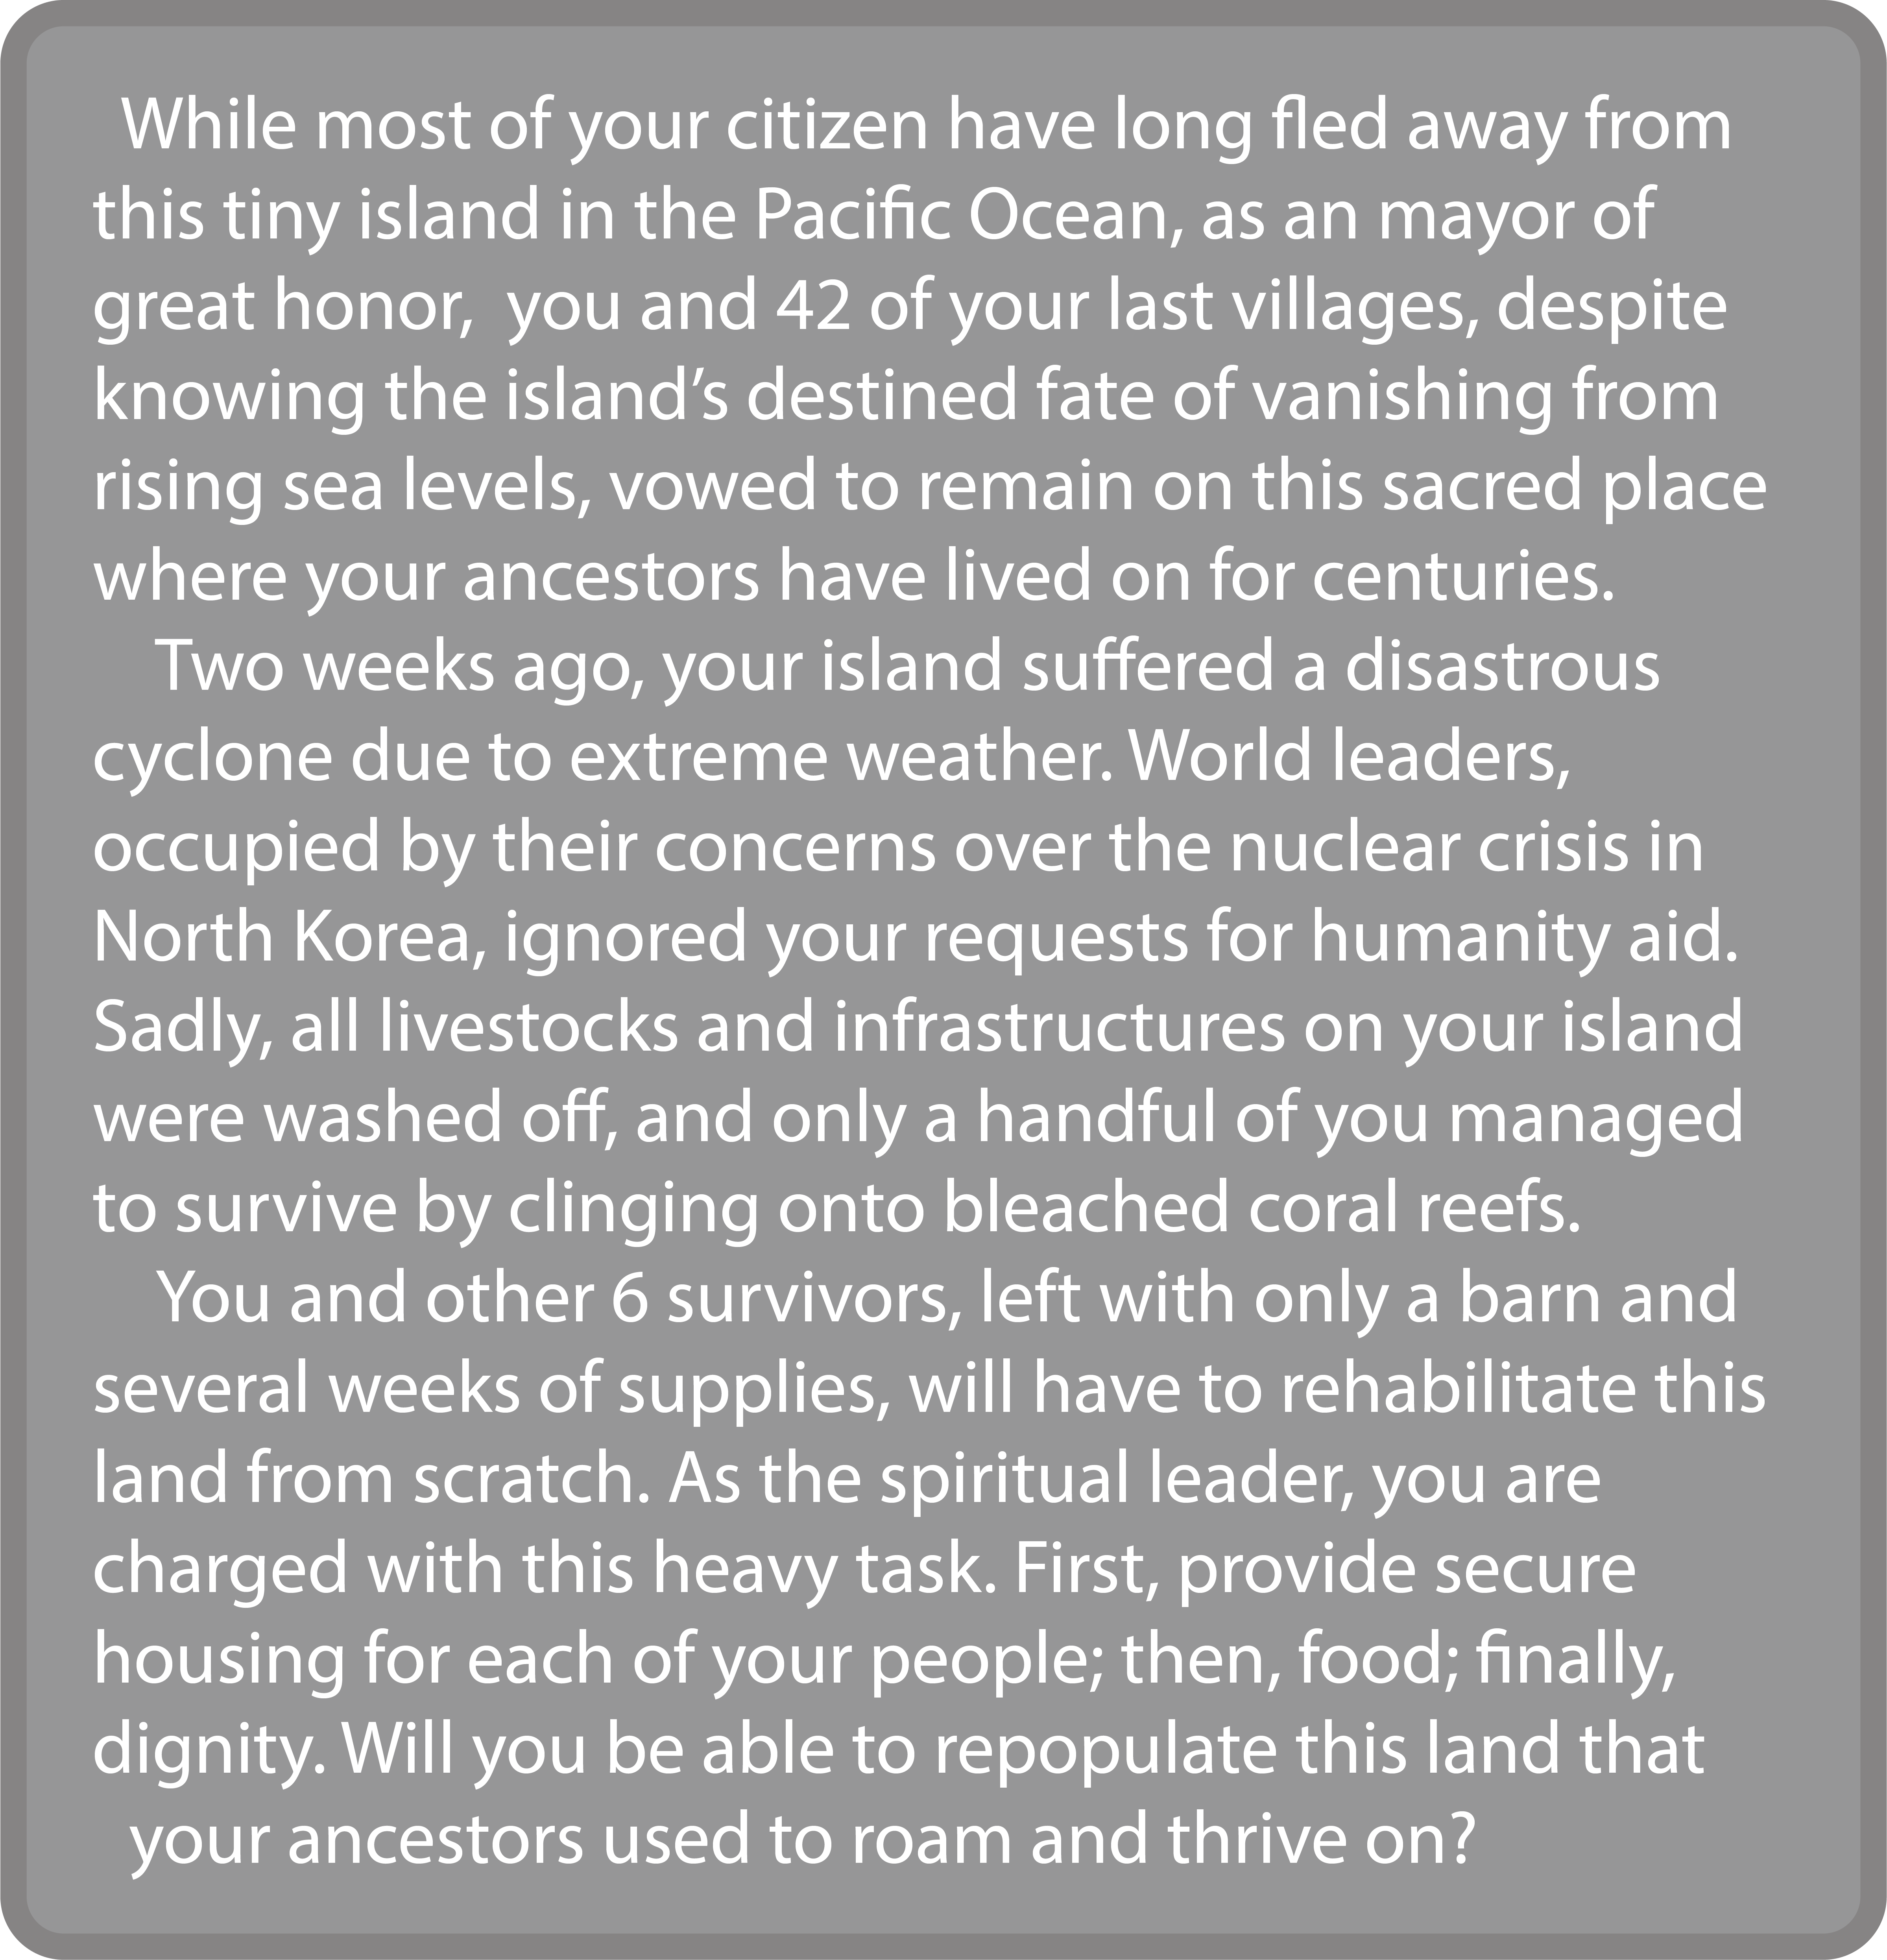 While most of your citizen have long fled away from
this tiny island in the Pacific Ocean, as an mayor of
great honor, you and 42 of your last villages, despite
knowing the island’s destined fate of vanishing from
rising sea levels, vowed to remain on this sacred place
where your ancestors have lived on for centuries.
Two weeks ago, your island suffered a disastrous
cyclone due to extreme weather. World leaders,
occupied by their concerns over the nuclear crisis in
North Korea, ignored your requests for humanity aid.
Sadly, all livestocks and infrastructures on your island
were washed off, and only a handful of you managed
to survive by clinging onto bleached coral reefs.
You and other 6 survivors, left with only a barn and
several weeks of supplies, will have to rehabilitate this
land from scratch. As the spiritual leader, you are
charged with this heavy task. First, provide secure
housing for each of your people; then, food; finally,
dignity. Will you be able to repopulate this land that
your ancestors used to roam and thrive on?